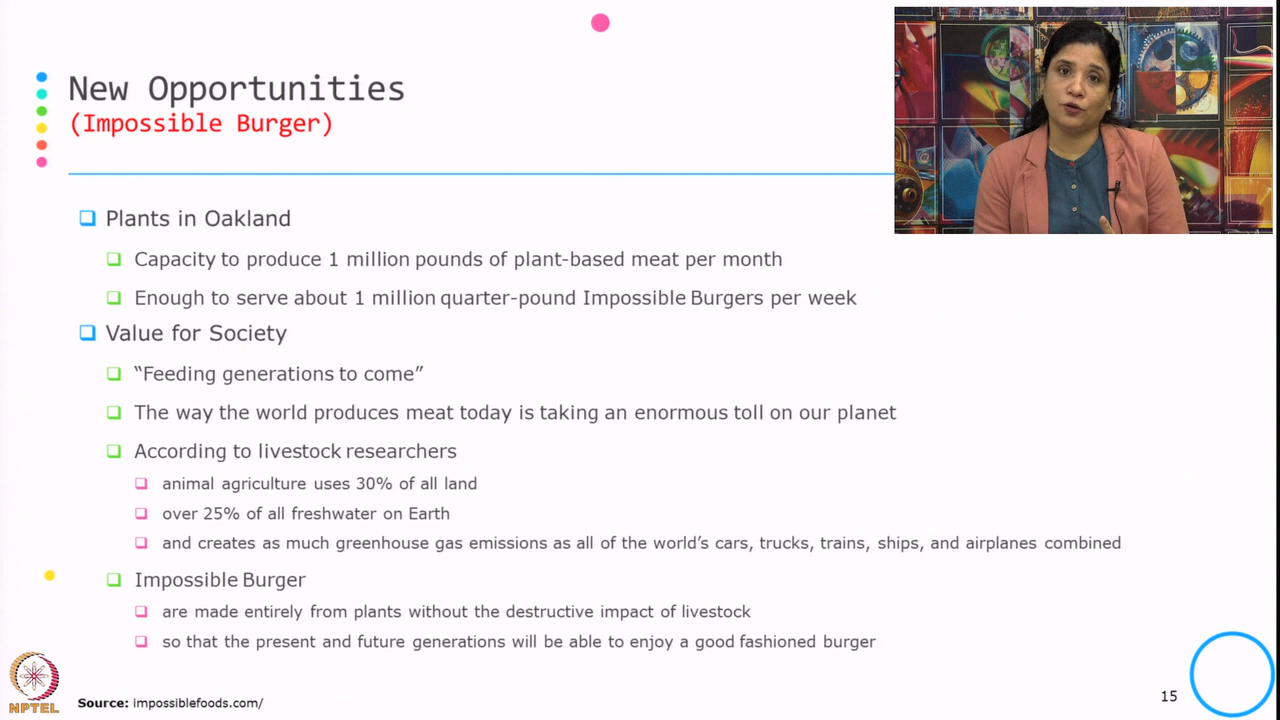 New Opportunities
(Impossible Burger)
Plants in Oakland
Capacity to produce 1 million pounds of plant-based meat per month
Enough to serve about 1 million quarter-pound Impossible Burgers per week
Value for Society
“Feeding generations to come”
The way the world produces meat today is taking an enormous toll on our planet
According to livestock researchers
animal agriculture uses 30% of all land
over 25% of all freshwater on Earth
and creates as much greenhouse gas emissions as all of the world’s cars, trucks, trains, ships, and airplanes combined
Impossible Burger
are made entirely from plants without the destructive impact of livestock
so that the present and future generations will be able to enjoy a good fashioned burger
NPTEL
Source: impossiblefoods.com/
15